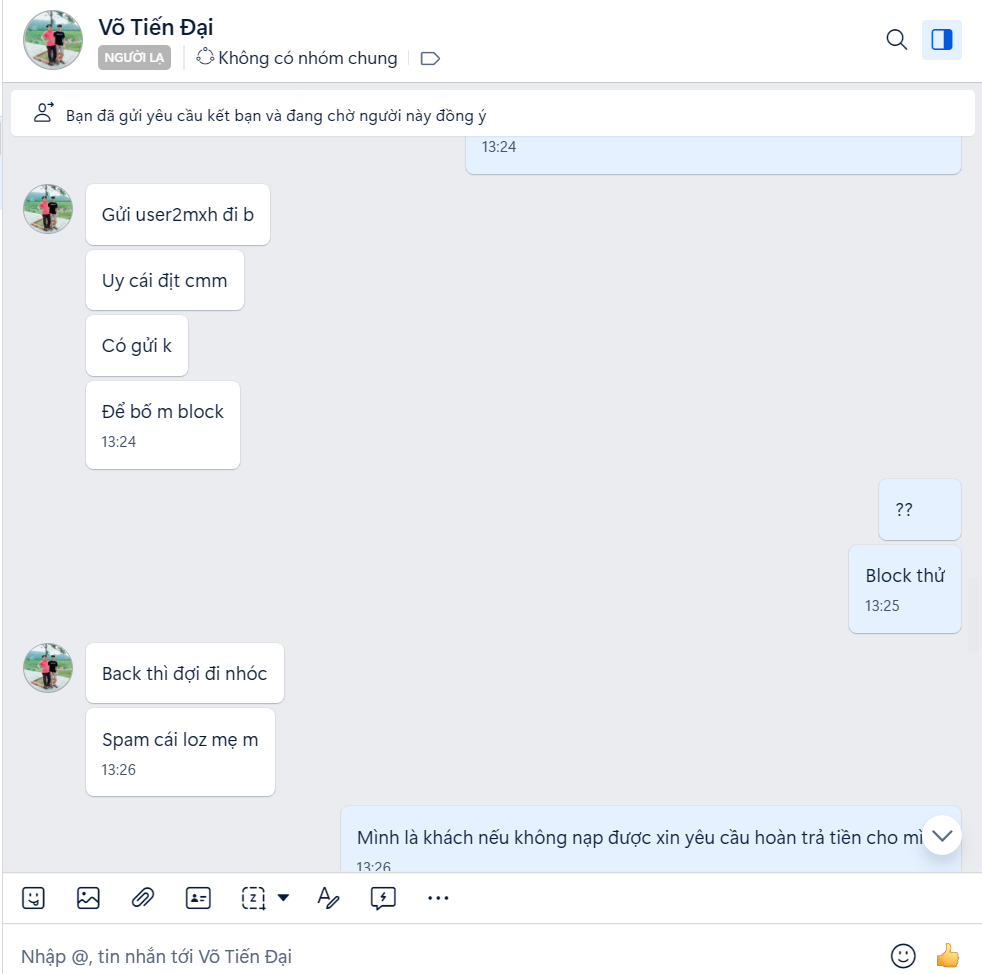 Võ Tiến Đại
NGƯỜI LẠ
Không có nhóm chung
Bạn đã gửi yêu cầu kết bạn và đang chờ người này đồng ý
13:24
Gửi user2mxh đi b
Uy cái địt cmm
Có gửi k
Để bố m block
13:24
??
Block thử
13:25
Back thì đợi đi nhóc
Spam cái loz mẹ m
13:26
Mình là khách nếu không nạp được xin yêu cầu hoàn trả tiền cho
13:26
Nhập @, tin nhắn tới Võ Tiến Đại